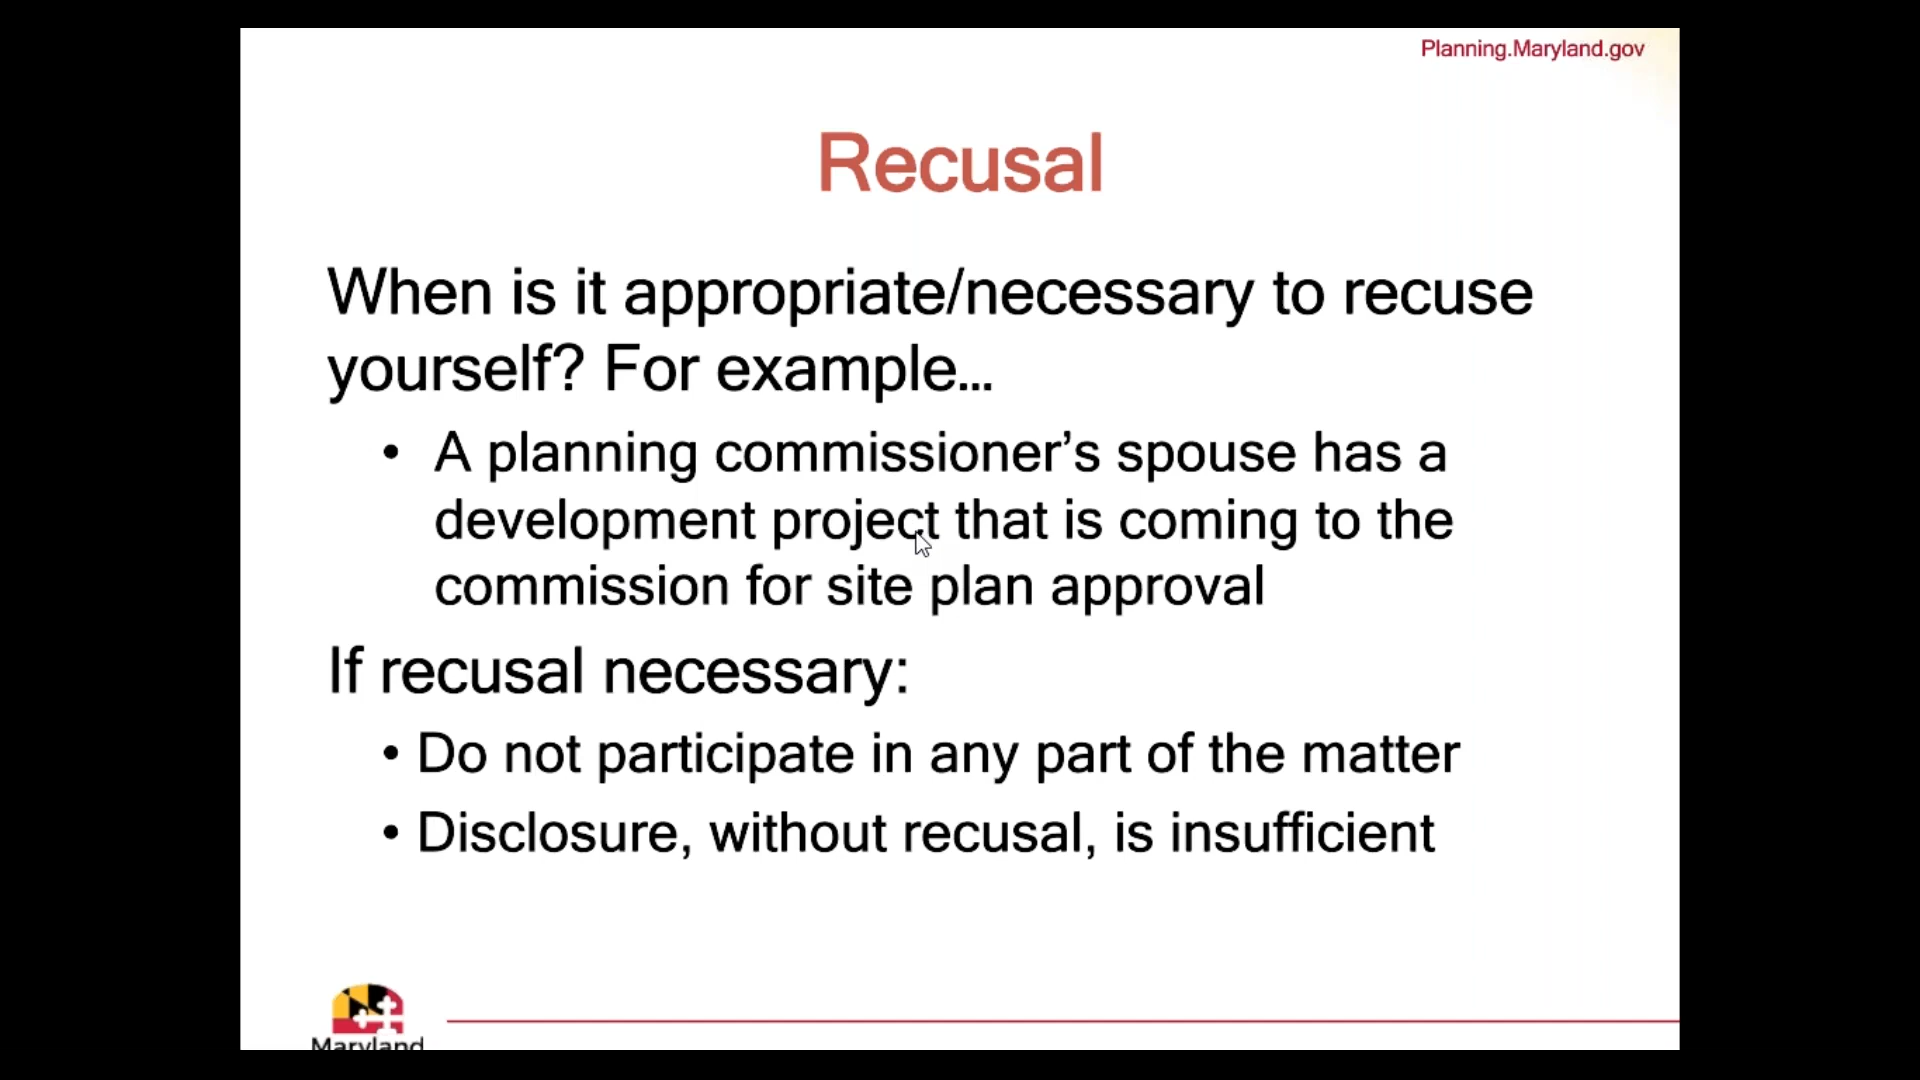 Planning.Maryland.gov
Recusal
When is it appropriate/necessary to recuse
yourself? For example...
• A planning commissioner’s spouse has a
development project that is coming to the
commission for site plan approval
If recusal necessary:
• Do not participate in any part of the matter
• Disclosure, without recusal, is insufficient
Maryland